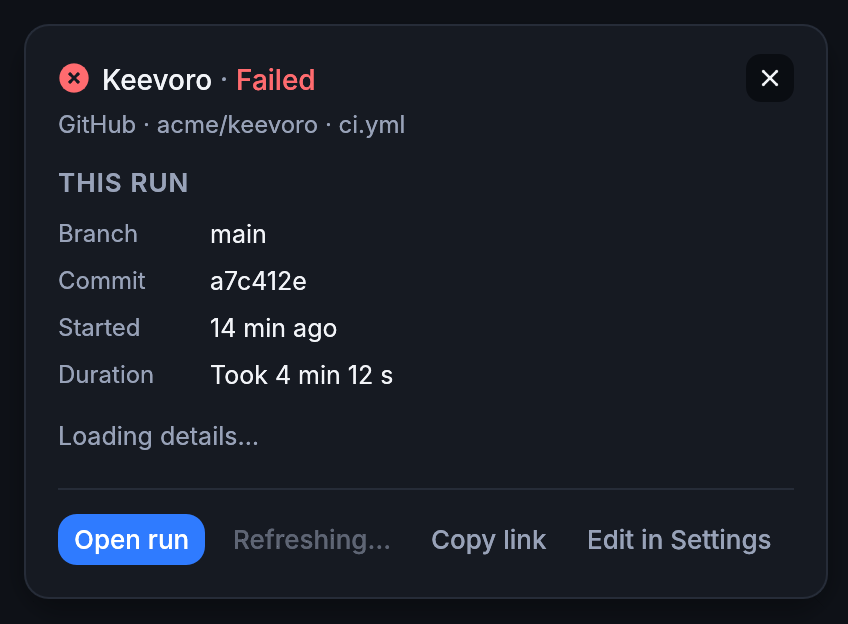 Keevoro · Failed
GitHub · acme/keevoro · ci.yml
THIS RUN
Branch main
Commit a7c412e
Started 14 min ago
Duration Took 4 min 12 s
Loading details...
Open run Refreshing... Copy link Edit in Settings